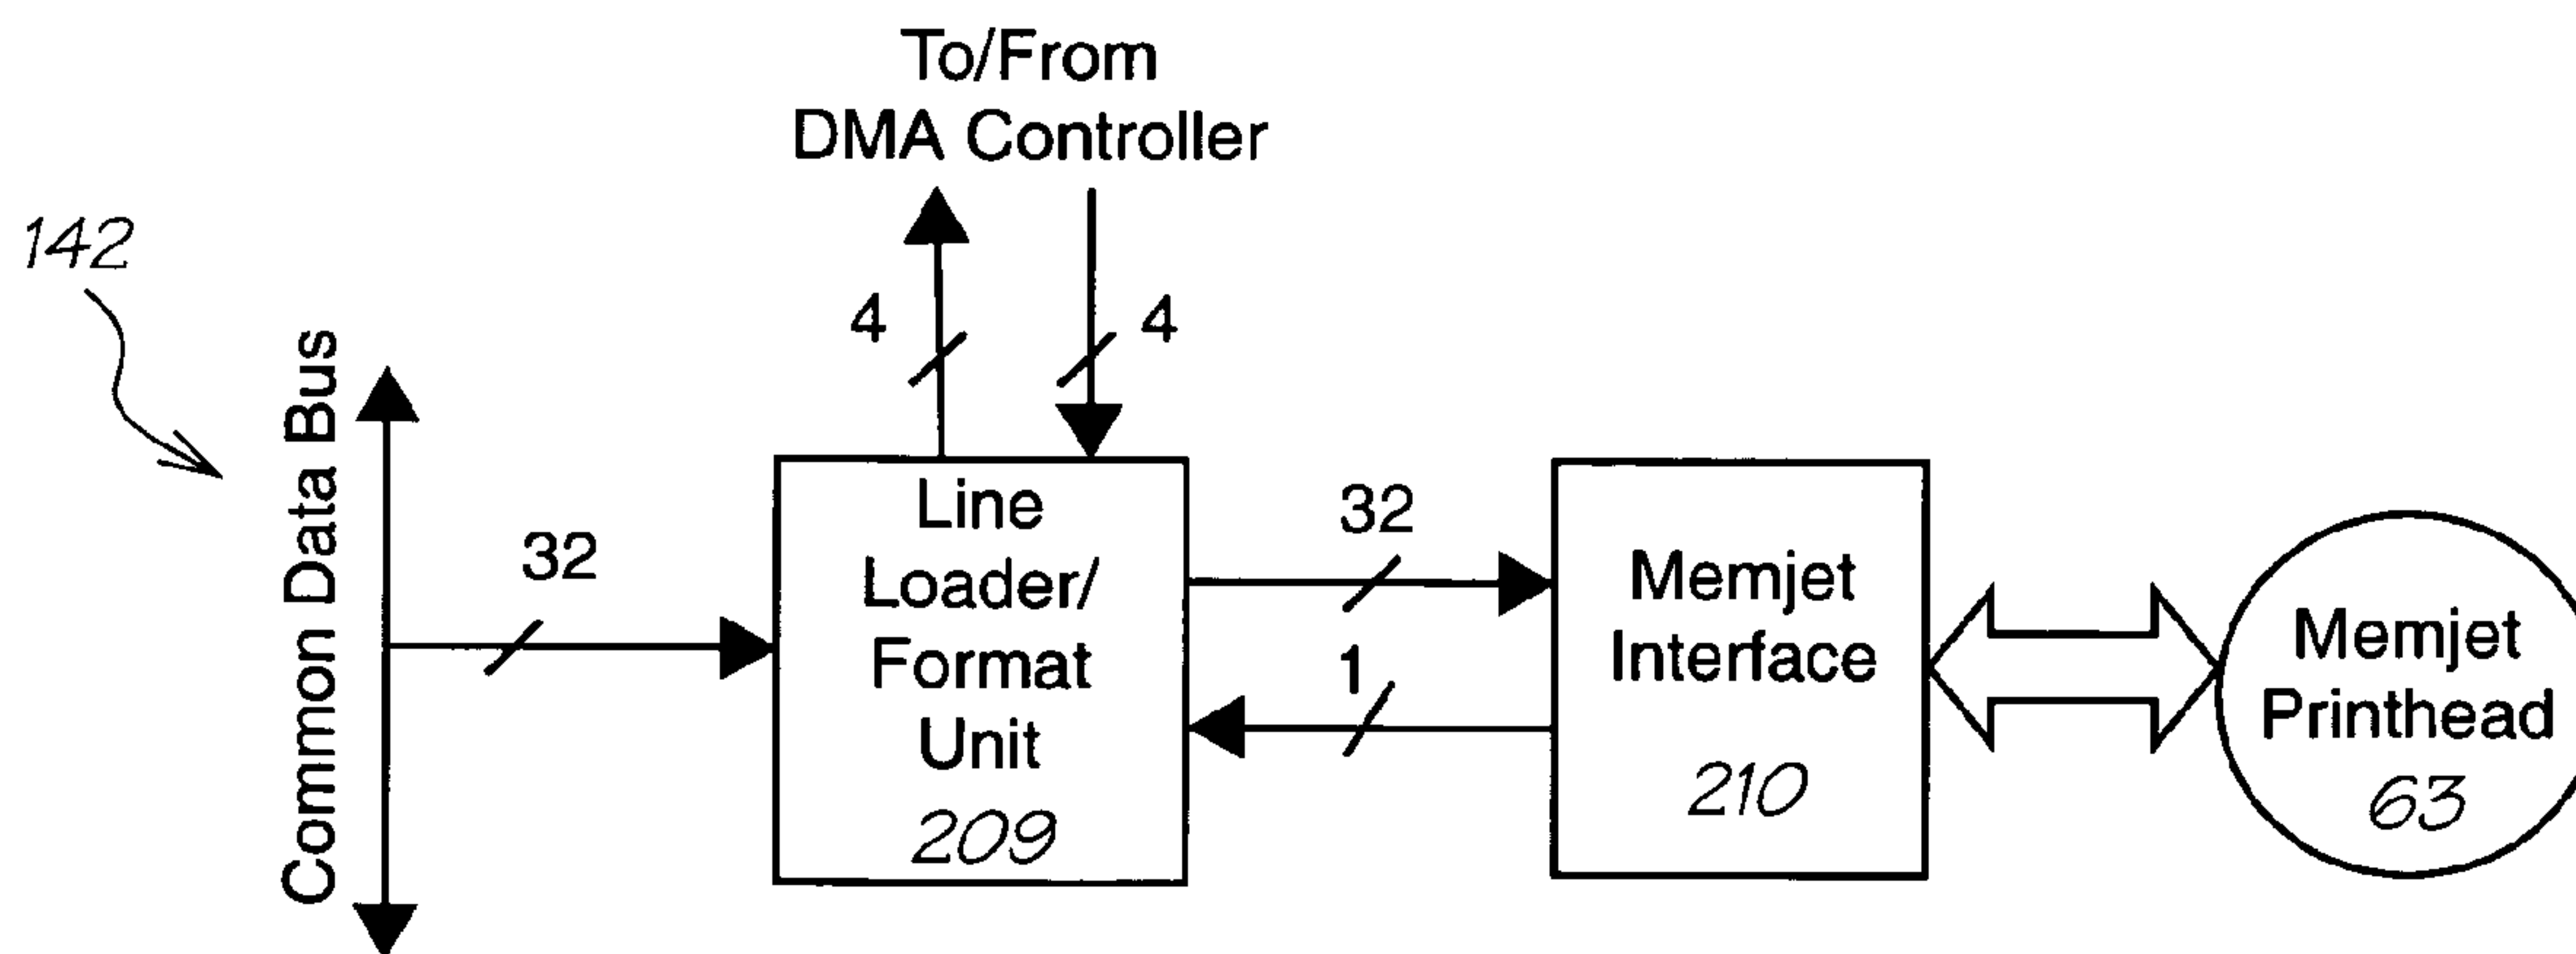 To/From
DMA Controller
142
4
4
Common Data Bus
32
Line
Loader/
Format
Unit
209
32
1
Memjet
Interface
210
Memjet
Printhead
63